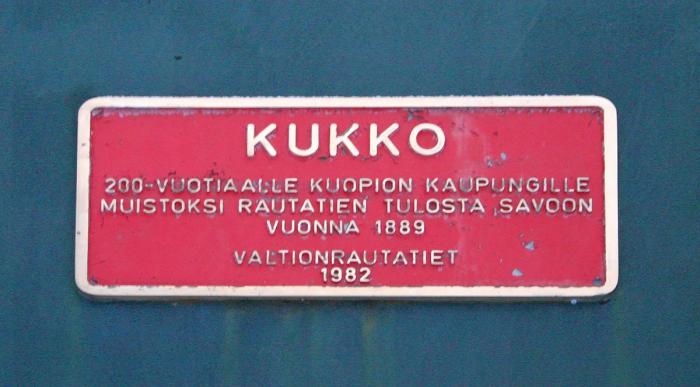 KUKKO
200-VUOTIAALLE KUOPION KAUPUNGILLE
MUISTOKSI RAUTATIEN TULOSTA SAVOON
VUONNA 1889
VALTIONRAUTATIET
1982